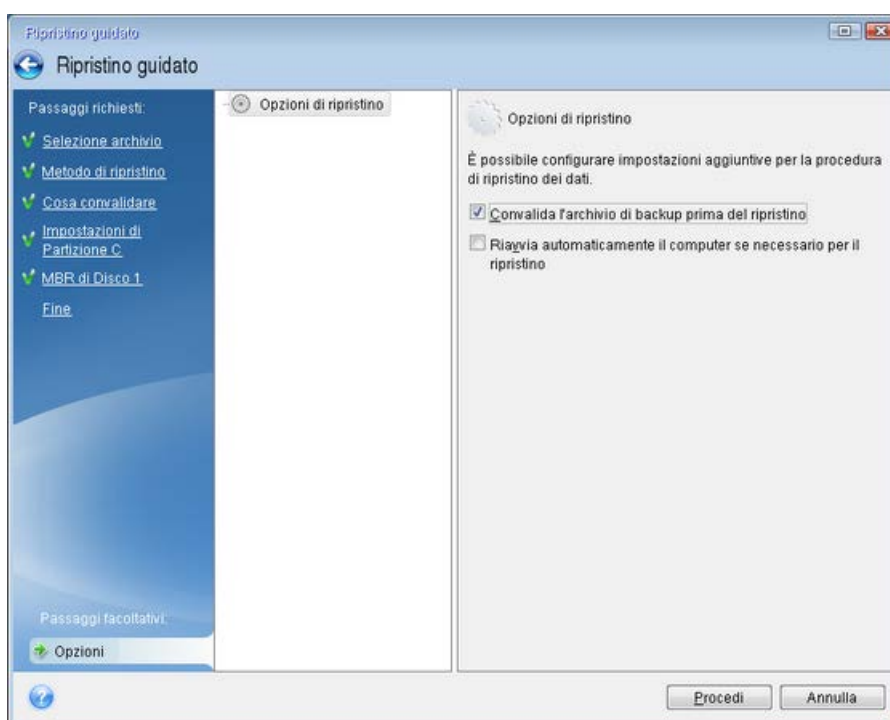 Ripristino guidato
Ripristino guidato
Passaggi richiesti:
Selezione archivio
Metodo di ripristino
Cosa convalidare
Impostazioni di
Partizione C
MBR di Disco 1
Fine
Passaggi facoltativi:
Opzioni
Opzioni di ripristino
Opzioni di ripristino
È possibile configurare impostazioni aggiuntive per la procedura
di ripristino dei dati.
Convalida l'archivio di backup prima del ripristino
Riavvia automaticamente il computer se necessario per il
ripristino
Procedi
Annulla